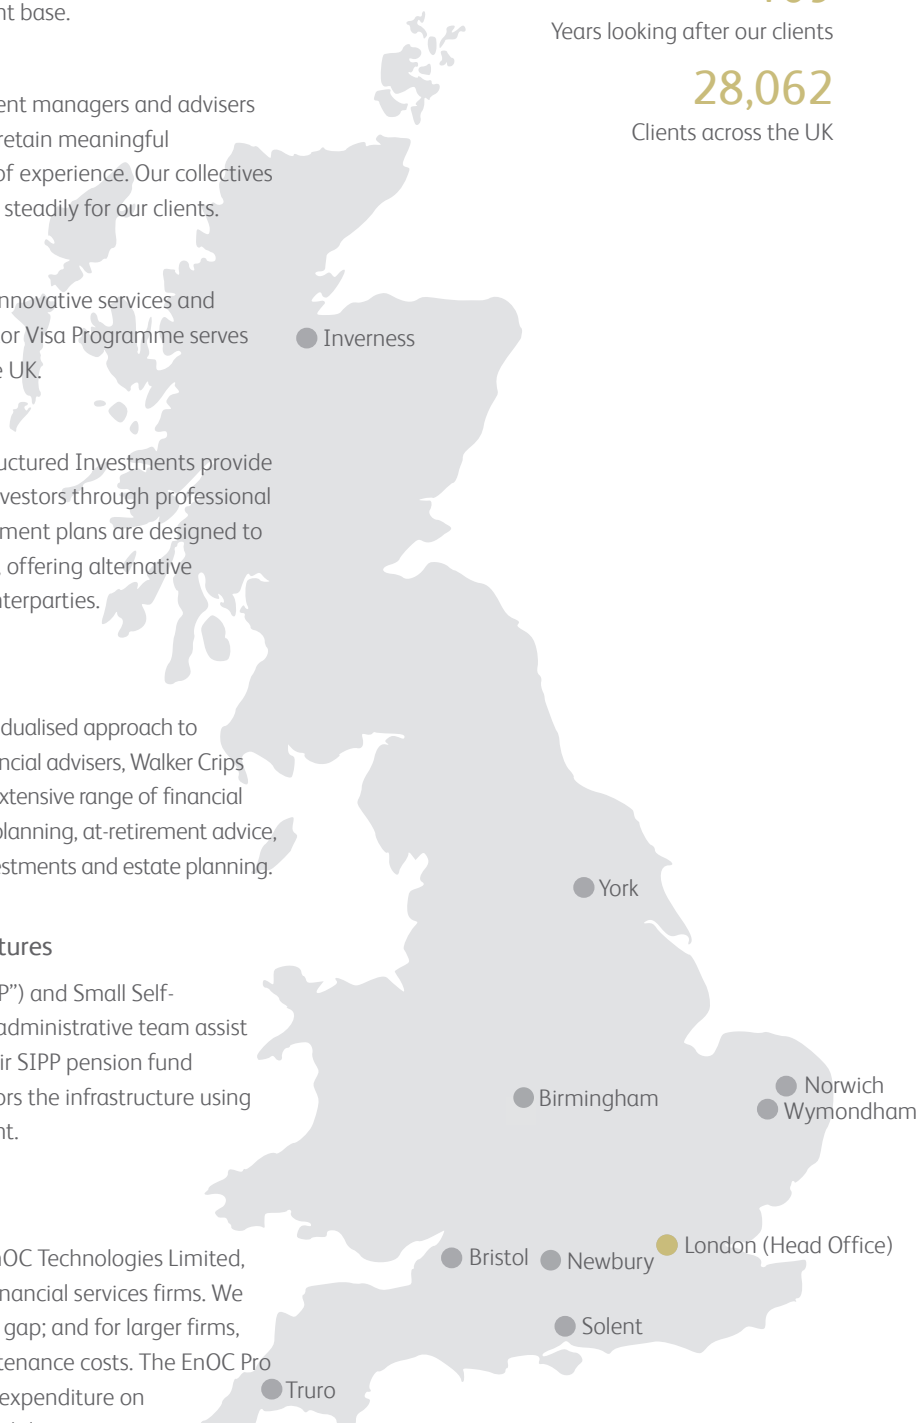 nt base.
ent managers and advisers
retain meaningful
of experience. Our collectives
steadily for our clients.
nnovative services and
or Visa Programme serves
e UK.
uctured Investments provide
vestors through professional
ment plans are designed to
, offering alternative
nterparties.
dualised approach to
ncial advisers, Walker Crips
xtensive range of financial
planning, at-retirement advice,
estments and estate planning.
tures
P”) and Small Self-
administrative team assist
ir SIPP pension fund
ors the infrastructure using
nt.
nOC Technologies Limited,
nancial services firms. We
gap; and for larger firms,
tenance costs. The EnOC Pro
expenditure on
Years looking after our clients
28,062
Clients across the UK
Inverness
York
Norwich
Birmingham
Wymondham
London (Head Office)
Bristol
Newbury
Solent
Truro